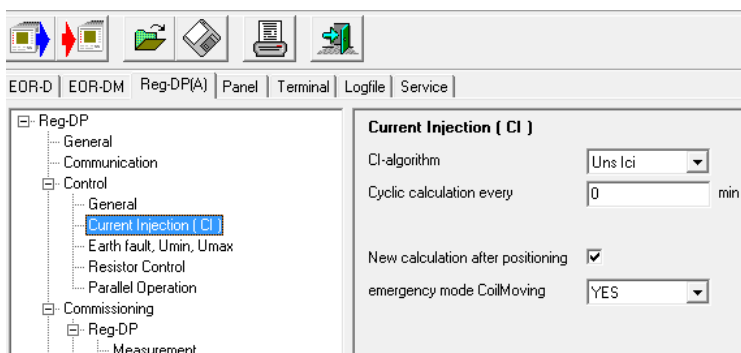 EOR-D EOR-DM Reg-DP(A) Panel Terminal Logfile Service
Reg-DP
General
Communication
Control
General
Current Injection ( CI )
Earth fault, Umin, Umax
Resistor Control
Parallel Operation
Commissioning
Reg-DP
Measurement
Current Injection ( CI )
CI-algorithm Uns Ici
Cyclic calculation every 0 min
New calculation after positioning
emergency mode CoilMoving YES